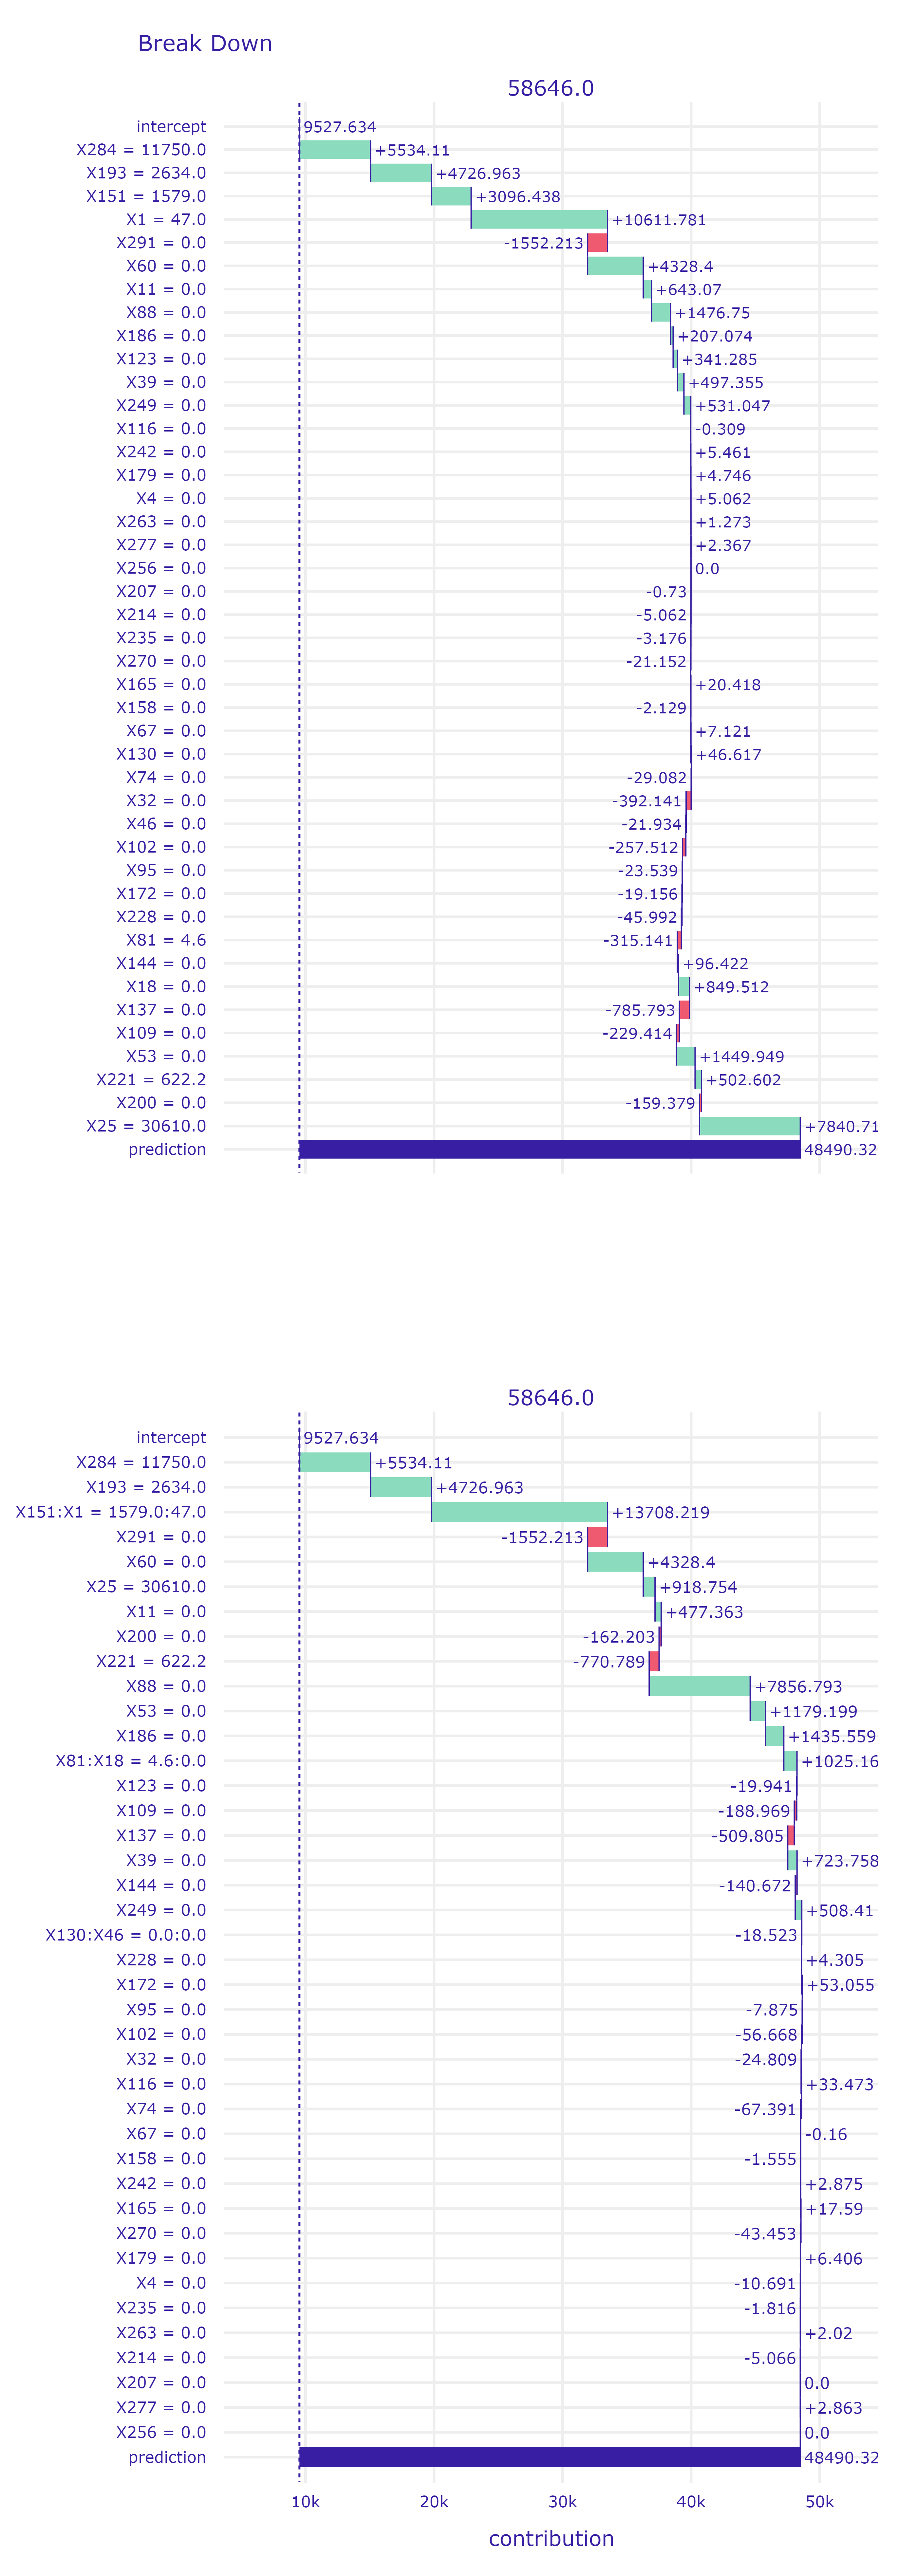 Break Down
58646.0
intercept 9527.634
X284 = 11750.0 +5534.11
X193 = 2634.0 +4726.963
X151 = 1579.0 +3096.438
X1 = 47.0 +10611.781
X291 = 0.0 -1552.213
X60 = 0.0 +4328.4
X11 = 0.0 +643.07
X88 = 0.0 +1476.75
X186 = 0.0 +207.074
X123 = 0.0 +341.285
X39 = 0.0 +497.355
X249 = 0.0 +531.047
X116 = 0.0 -0.309
X242 = 0.0 +5.461
X179 = 0.0 +4.746
X4 = 0.0 +5.062
X263 = 0.0 +1.273
X277 = 0.0 +2.367
X256 = 0.0 0.0
X207 = 0.0 -0.73
X214 = 0.0 -5.062
X235 = 0.0 -3.176
X270 = 0.0 -21.152
X165 = 0.0 +20.418
X158 = 0.0 -2.129
X67 = 0.0 +7.121
X130 = 0.0 +46.617
X74 = 0.0 -29.082
X32 = 0.0 -392.141
X46 = 0.0 -21.934
X102 = 0.0 -257.512
X95 = 0.0 -23.539
X172 = 0.0 -19.156
X228 = 0.0 -45.992
X81 = 4.6 -315.141
X144 = 0.0 +96.422
X18 = 0.0 +849.512
X137 = 0.0 -785.793
X109 = 0.0 -229.414
X53 = 0.0 +1449.949
X221 = 622.2 +502.602
X200 = 0.0 -159.379
X25 = 30610.0 +7840.71
prediction 48490.32
58646.0
intercept 9527.634
X284 = 11750.0 +5534.11
X193 = 2634.0 +4726.963
X151:X1 = 1579.0:47.0 +13708.219
X291 = 0.0 -1552.213
X60 = 0.0 +4328.4
X25 = 30610.0 +918.754
X11 = 0.0 +477.363
X200 = 0.0 -162.203
X221 = 622.2 -770.789
X88 = 0.0 +7856.793
X53 = 0.0 +1179.199
X186 = 0.0 +1435.559
X81:X18 = 4.6:0.0 +1025.16
X123 = 0.0 -19.941
X109 = 0.0 -188.969
X137 = 0.0 -509.805
X39 = 0.0 +723.758
X144 = 0.0 -140.672
X249 = 0.0 +508.41
X130:X46 = 0.0:0.0 -18.523
X228 = 0.0 +4.305
X172 = 0.0 +53.055
X95 = 0.0 -7.875
X102 = 0.0 -56.668
X32 = 0.0 -24.809
X116 = 0.0 +33.473
X74 = 0.0 -67.391
X67 = 0.0 -0.16
X158 = 0.0 -1.555
X242 = 0.0 +2.875
X165 = 0.0 +17.59
X270 = 0.0 -43.453
X179 = 0.0 +6.406
X4 = 0.0 -10.691
X235 = 0.0 -1.816
X263 = 0.0 +2.02
X214 = 0.0 -5.066
X207 = 0.0 0.0
X277 = 0.0 +2.863
X256 = 0.0 0.0
prediction 48490.32
10k 20k 30k 40k 50k
contribution